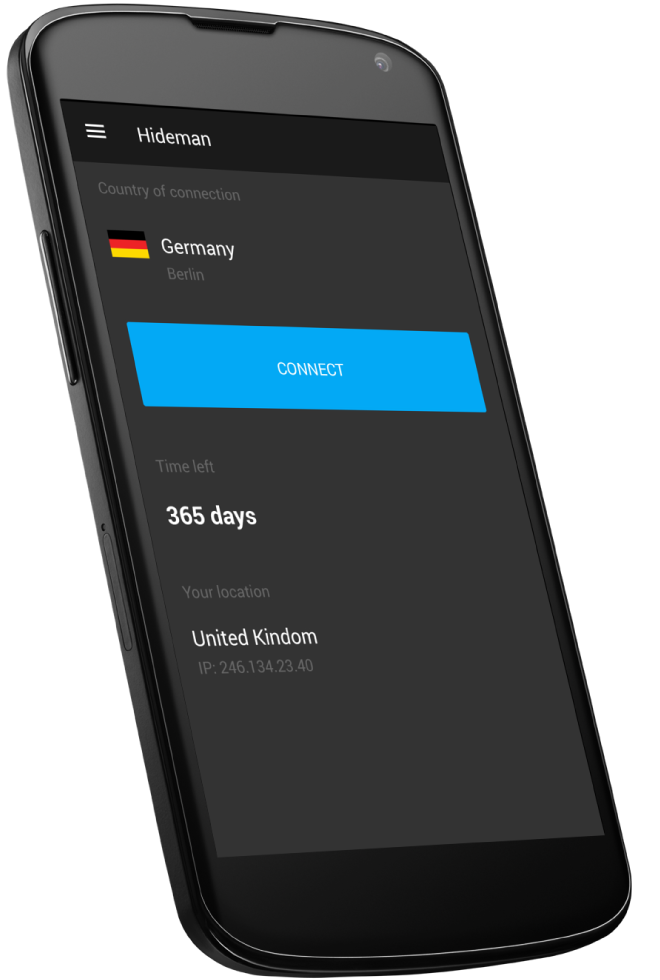 Hideman
Country of connection
Germany
Berlin
CONNECT
Time left
365 days
Your location
United Kindom
IP: 246.134.23.40